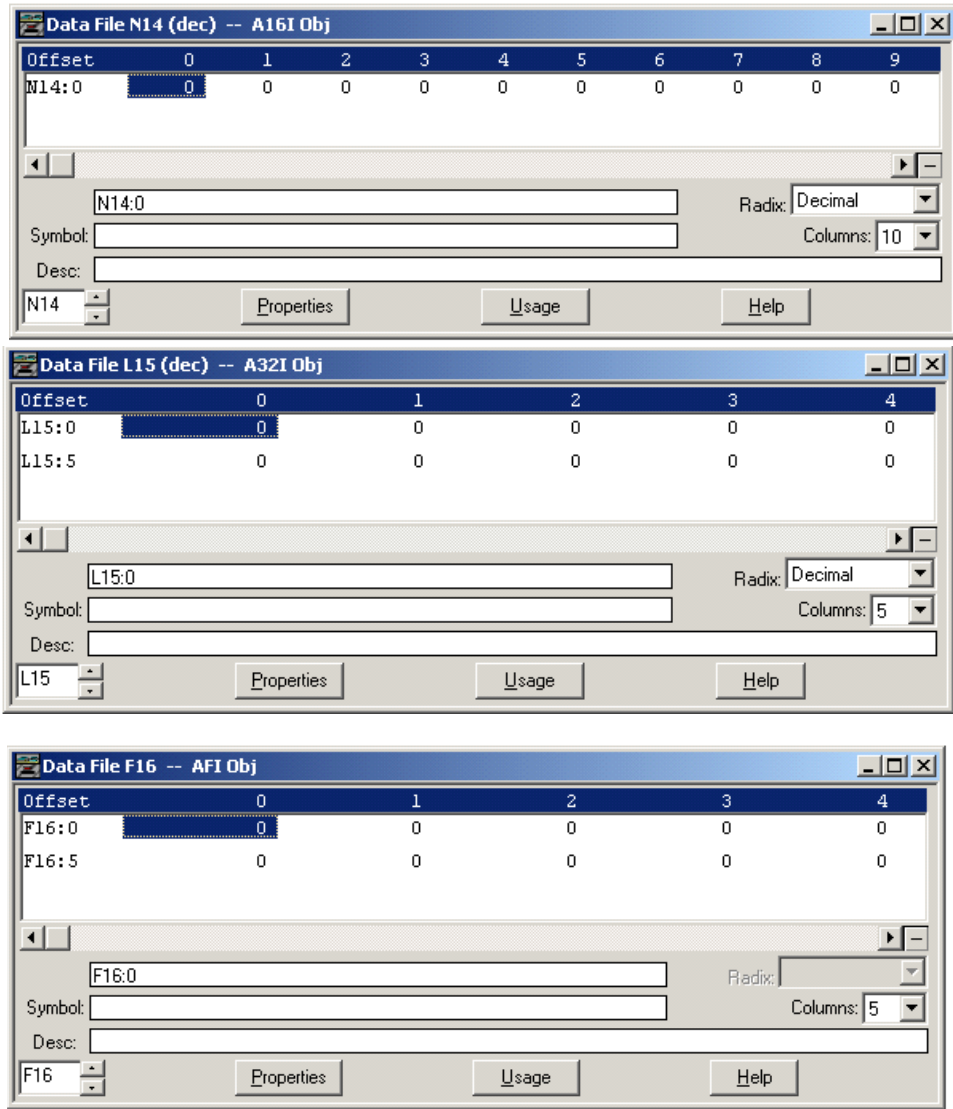 Data File N14 (dec) -- A16I Obj
Offset 0 1 2 3 4 5 6 7 8 9
N14:0 0 0 0 0 0 0 0 0 0 0
N14:0
Radix: Decimal
Symbol:
Columns: 10
Desc:
N14 Properties Usage Help
Data File L15 (dec) -- A32I Obj
Offset 0 1 2 3 4
L15:0 0 0 0 0 0
L15:5 0 0 0 0 0
L15:0
Radix: Decimal
Symbol:
Columns: 5
Desc:
L15 Properties Usage Help
Data File F16 -- AFI Obj
Offset 0 1 2 3 4
F16:0 0 0 0 0 0
F16:5 0 0 0 0 0
F16:0
Radix:
Symbol:
Columns: 5
Desc:
F16 Properties Usage Help